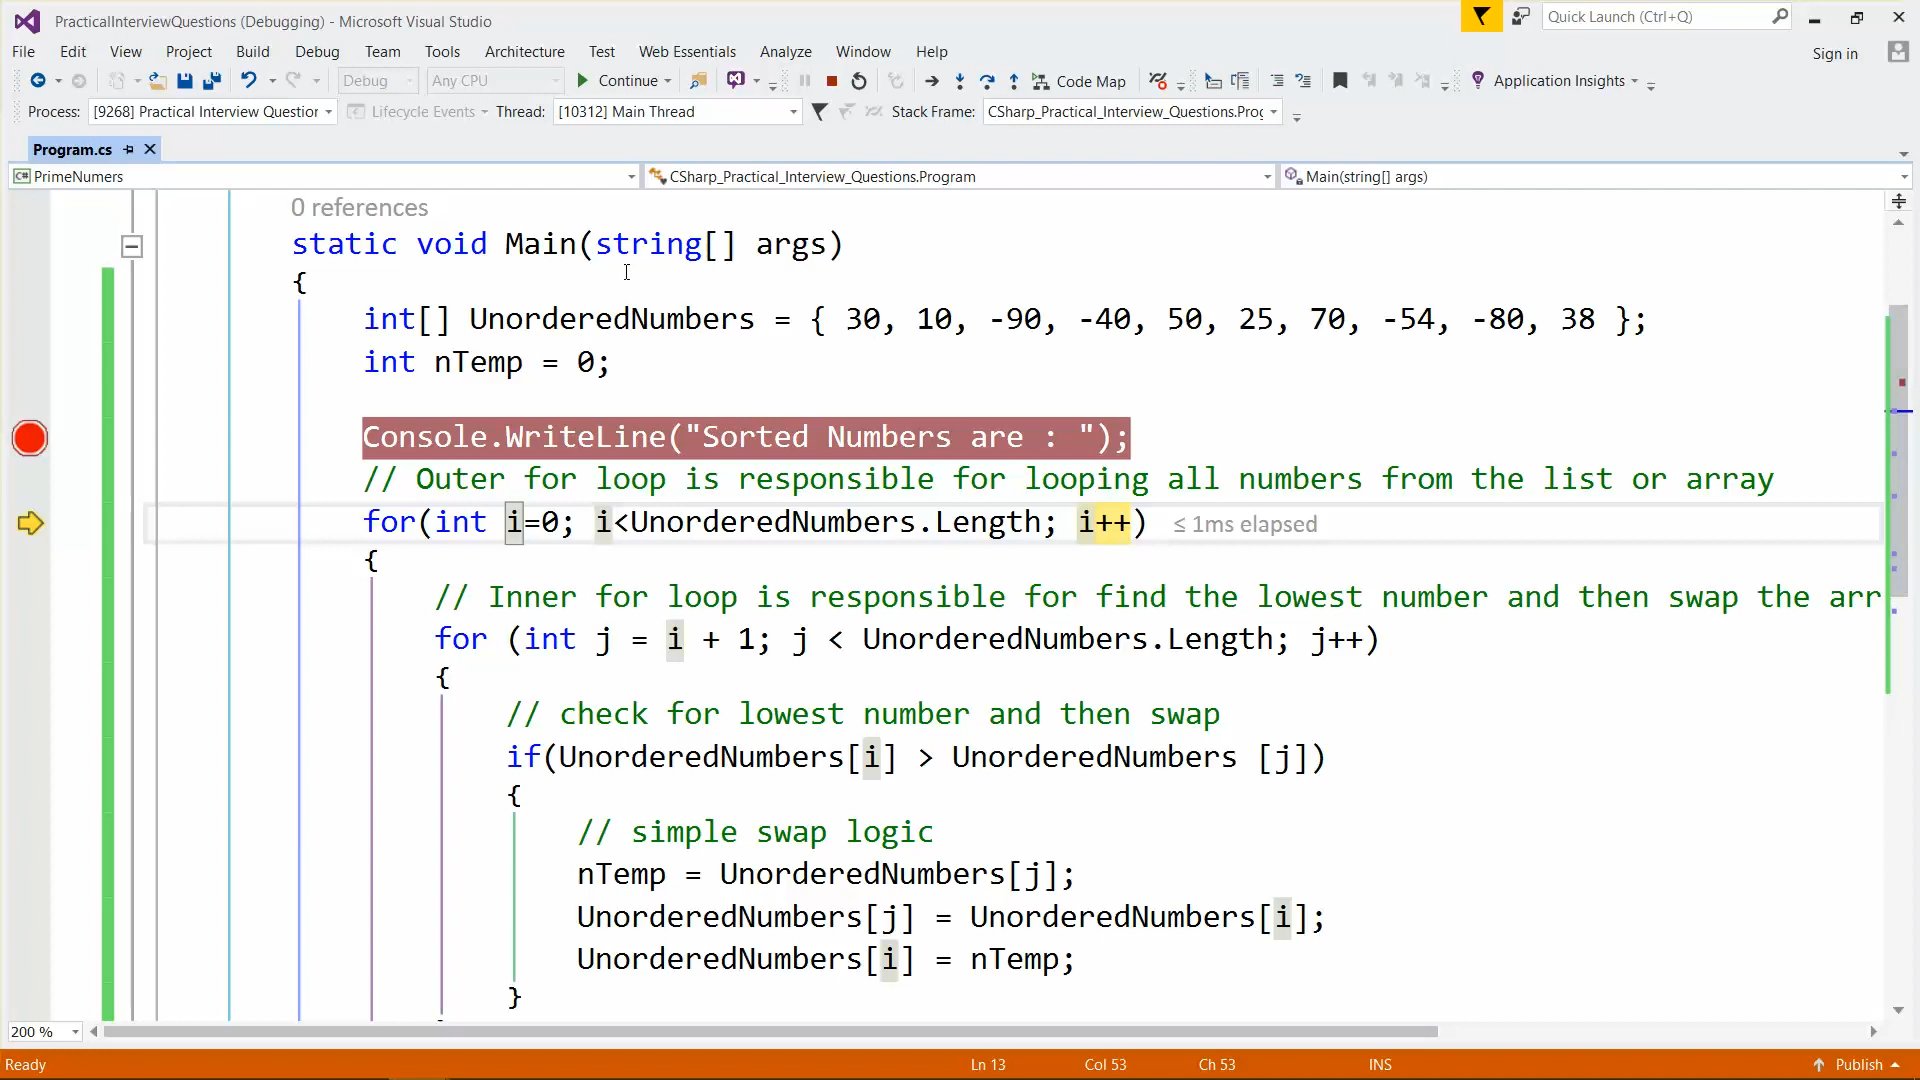 PracticalInterviewQuestions (Debugging) - Microsoft Visual Studio
Quick Launch (Ctrl+Q)
File Edit View Project Build Debug Team Tools Architecture Test Web Essentials Analyze Window Help
Sign in
Debug Any CPU Continue Code Map Application Insights
Process: [9268] Practical Interview Question Lifecycle Events Thread: [10312] Main Thread Stack Frame: CSharp_Practical_Interview_Questions.Prog
Program.cs
C# PrimeNumers CSharp_Practical_Interview_Questions.Program Main(string[] args)
0 references
static void Main(string[] args)
{
int[] UnorderedNumbers = { 30, 10, -90, -40, 50, 25, 70, -54, -80, 38 };
int nTemp = 0;
Console.WriteLine("Sorted Numbers are : ");
// Outer for loop is responsible for looping all numbers from the list or array
for(int i=0; i<UnorderedNumbers.Length; i++) ≤ 1ms elapsed
{
// Inner for loop is responsible for find the lowest number and then swap the arr
for (int j = i + 1; j < UnorderedNumbers.Length; j++)
{
// check for lowest number and then swap
if(UnorderedNumbers[i] > UnorderedNumbers [j])
{
// simple swap logic
nTemp = UnorderedNumbers[j];
UnorderedNumbers[j] = UnorderedNumbers[i];
UnorderedNumbers[i] = nTemp;
}
200 %
Ready Ln 13 Col 53 Ch 53 INS Publish